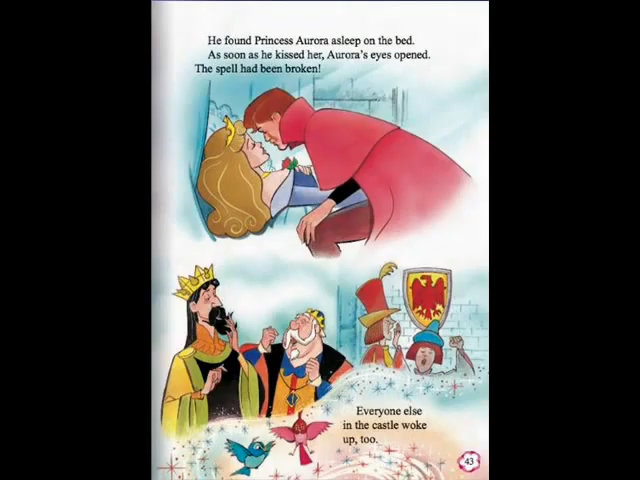 He found Princess Aurora asleep on the bed.
As soon as he kissed her, Aurora's eyes opened.
The spell had been broken!
Everyone else
in the castle woke
up, too.
43